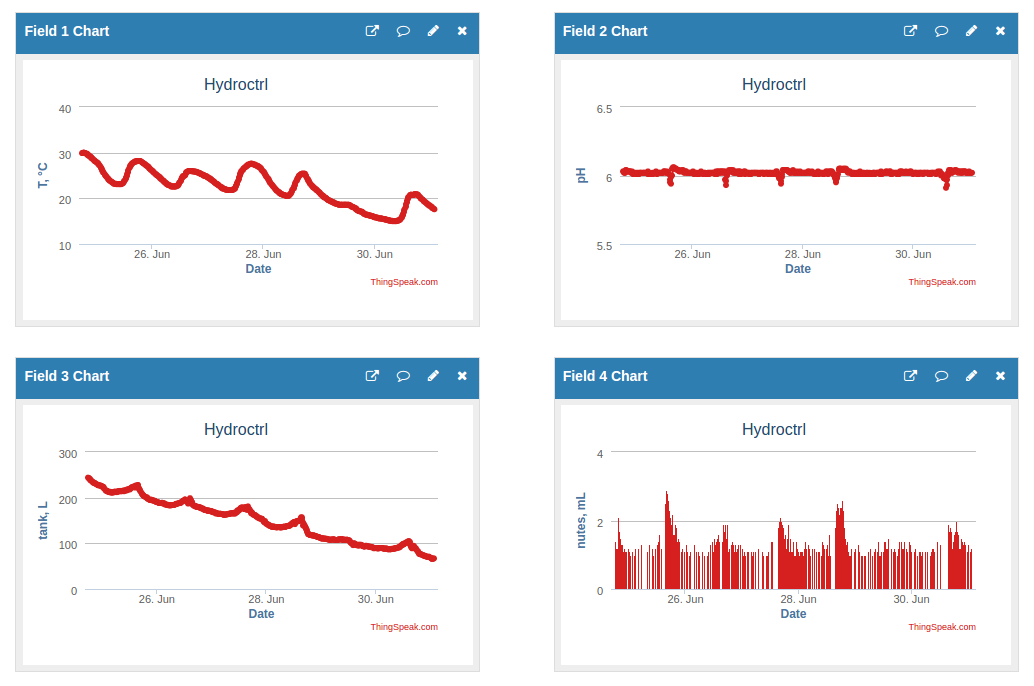 Field 1 Chart
Hydroctrl
T, °C
40
30
20
10
26. Jun
28. Jun
30. Jun
Date
ThingSpeak.com
Field 2 Chart
Hydroctrl
pH
6.5
6
5.5
26. Jun
28. Jun
30. Jun
Date
ThingSpeak.com
Field 3 Chart
Hydroctrl
tank, L
300
200
100
0
26. Jun
28. Jun
30. Jun
Date
ThingSpeak.com
Field 4 Chart
Hydroctrl
nutes, mL
4
2
0
26. Jun
28. Jun
30. Jun
Date
ThingSpeak.com